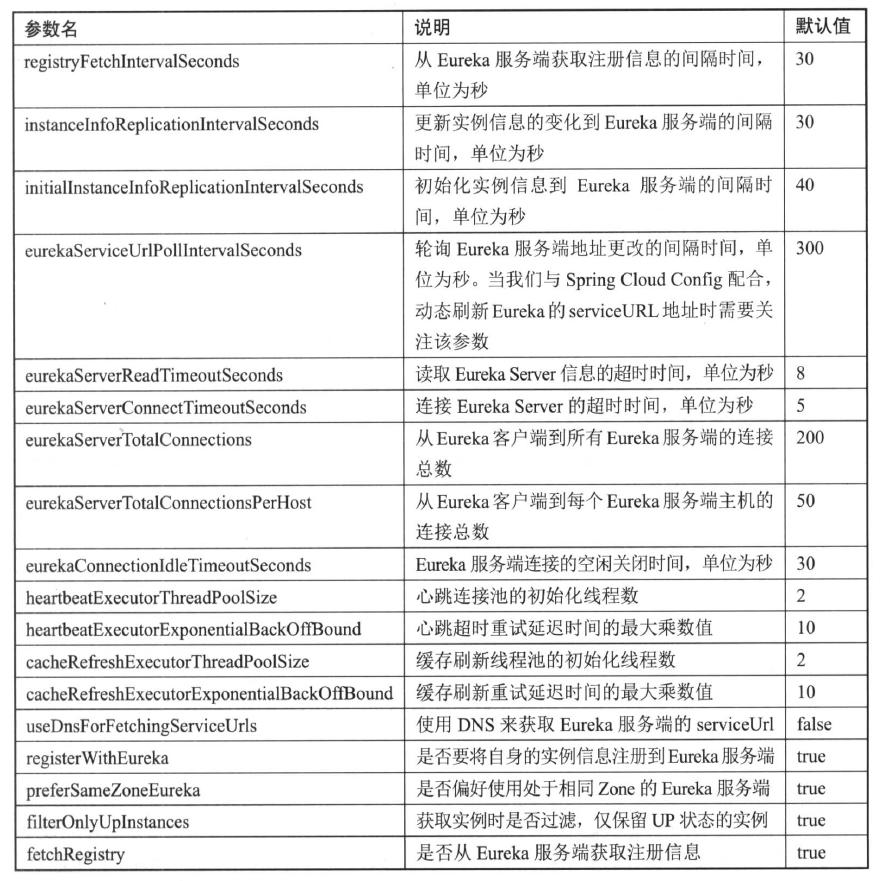 参数名 说明 默认值
registryFetchIntervalSeconds 从 Eureka 服务端获取注册信息的间隔时间， 30
单位为秒
instanceInfoReplicationIntervalSeconds 更新实例信息的变化到 Eureka 服务端的间隔 30
时间，单位为秒
initialInstanceInfoReplicationIntervalSeconds 初始化实例信息到 Eureka 服务端的间隔时 40
间，单位为秒
eurekaServiceUrlPollIntervalSeconds 轮询 Eureka 服务端地址更改的间隔时间，单 300
位为秒。当我们与 Spring Cloud Config 配合，
动态刷新 Eureka 的 serviceURL 地址时需要关
注该参数
eurekaServerReadTimeoutSeconds 读取 Eureka Server 信息的超时时间，单位为秒 8
eurekaServerConnectTimeoutSeconds 连接 Eureka Server 的超时时间，单位为秒 5
eurekaServerTotalConnections 从 Eureka 客户端到所有 Eureka 服务端的连接 200
总数
eurekaServerTotalConnectionsPerHost 从 Eureka 客户端到每个 Eureka 服务端主机的 50
连接总数
eurekaConnectionIdleTimeoutSeconds Eureka 服务端连接的空闲关闭时间，单位为秒 30
heartbeatExecutorThreadPoolSize 心跳连接池的初始化线程数 2
heartbeatExecutorExponentialBackOffBound 心跳超时重试延迟时间的最大乘数值 10
cacheRefreshExecutorThreadPoolSize 缓存刷新线程池的初始化线程数 2
cacheRefreshExecutorExponentialBackOffBound 缓存刷新重试延迟时间的最大乘数值 10
useDnsForFetchingServiceUrls 使用 DNS 来获取 Eureka 服务端的 serviceUrl false
registerWithEureka 是否要将自身的实例信息注册到 Eureka 服务端 true
preferSameZoneEureka 是否偏好使用处于相同 Zone 的 Eureka 服务端 true
filterOnlyUpInstances 获取实例时是否过滤，仅保留 UP 状态的实例 true
fetchRegistry 是否从 Eureka 服务端获取注册信息 true